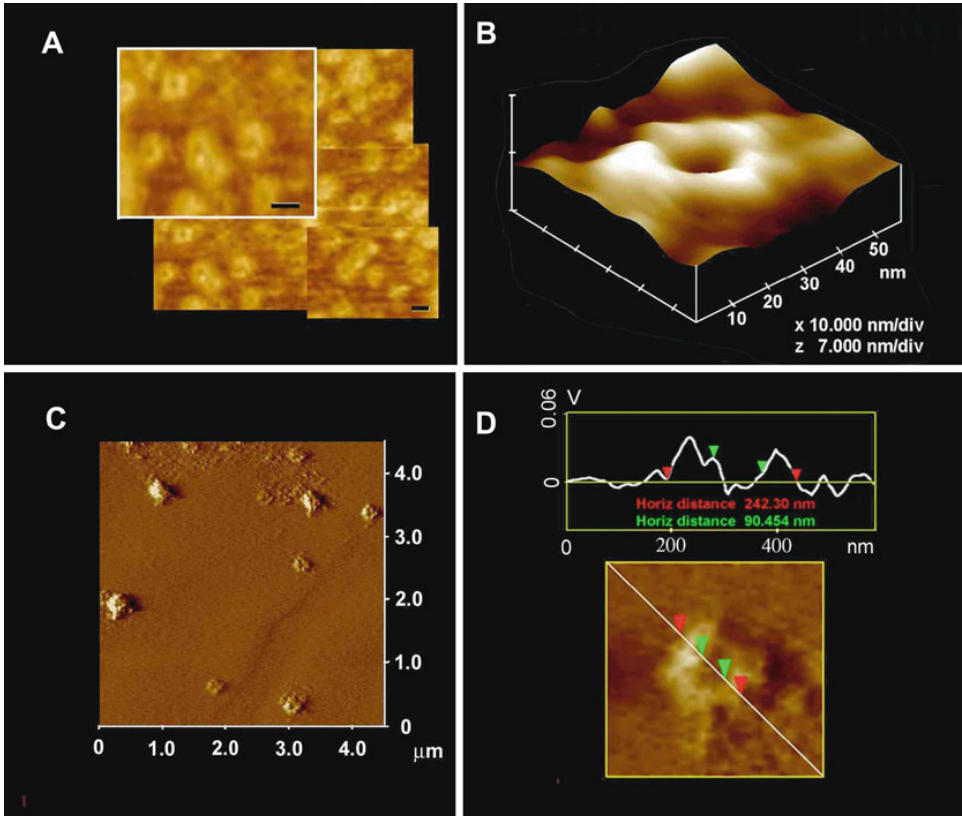 A
B
10 20 30 40 50
nm
x 10.000 nm/div
z 7.000 nm/div
C
4.0
3.0
2.0
1.0
0
0 1.0 2.0 3.0 4.0 μm
D
0.06 V
0
Horiz distance 242.30 nm
Horiz distance 90.454 nm
0 200 400 nm